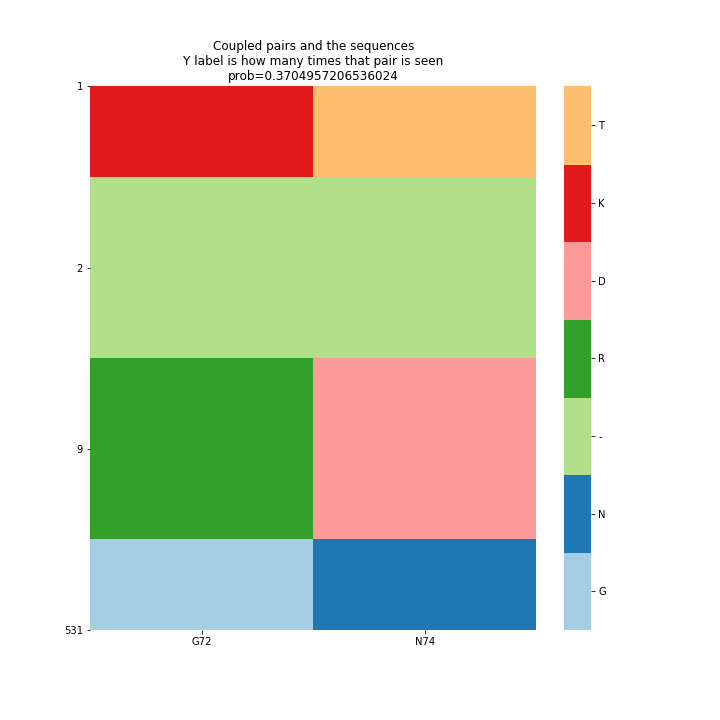 Coupled pairs and the sequences
Y label is how many times that pair is seen
prob=0.3704957206536024
1
2
9
531
G72
N74
T
K
D
R
-
N
G